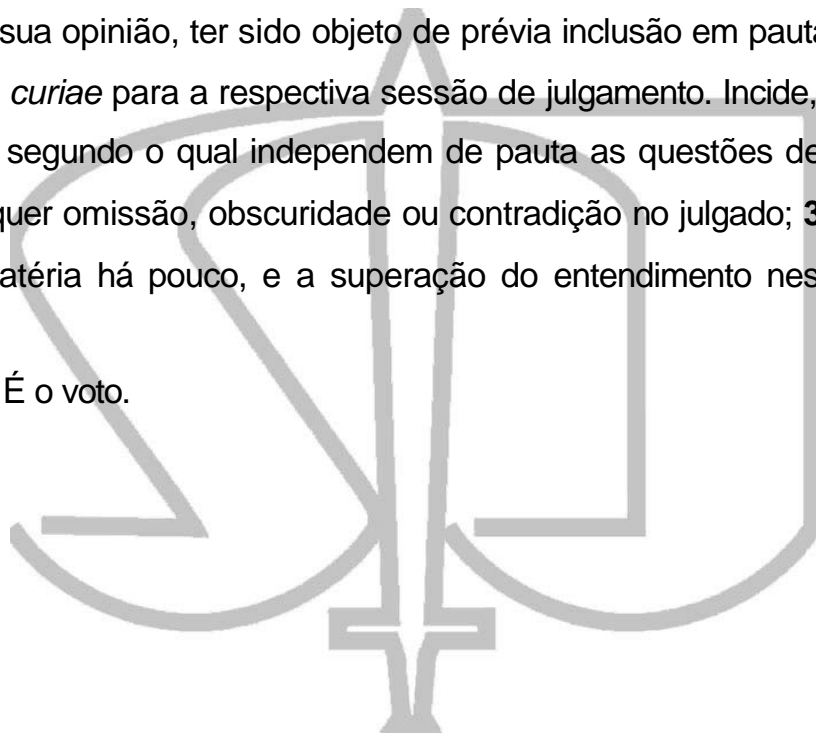 sua opinião, ter sido objeto de prévia inclusão em pauta
curiae para a respectiva sessão de julgamento. Incide,
segundo o qual independem de pauta as questões de
quer omissão, obscuridade ou contradição no julgado; 3
atéria há pouco, e a superação do entendimento nes
É o voto.